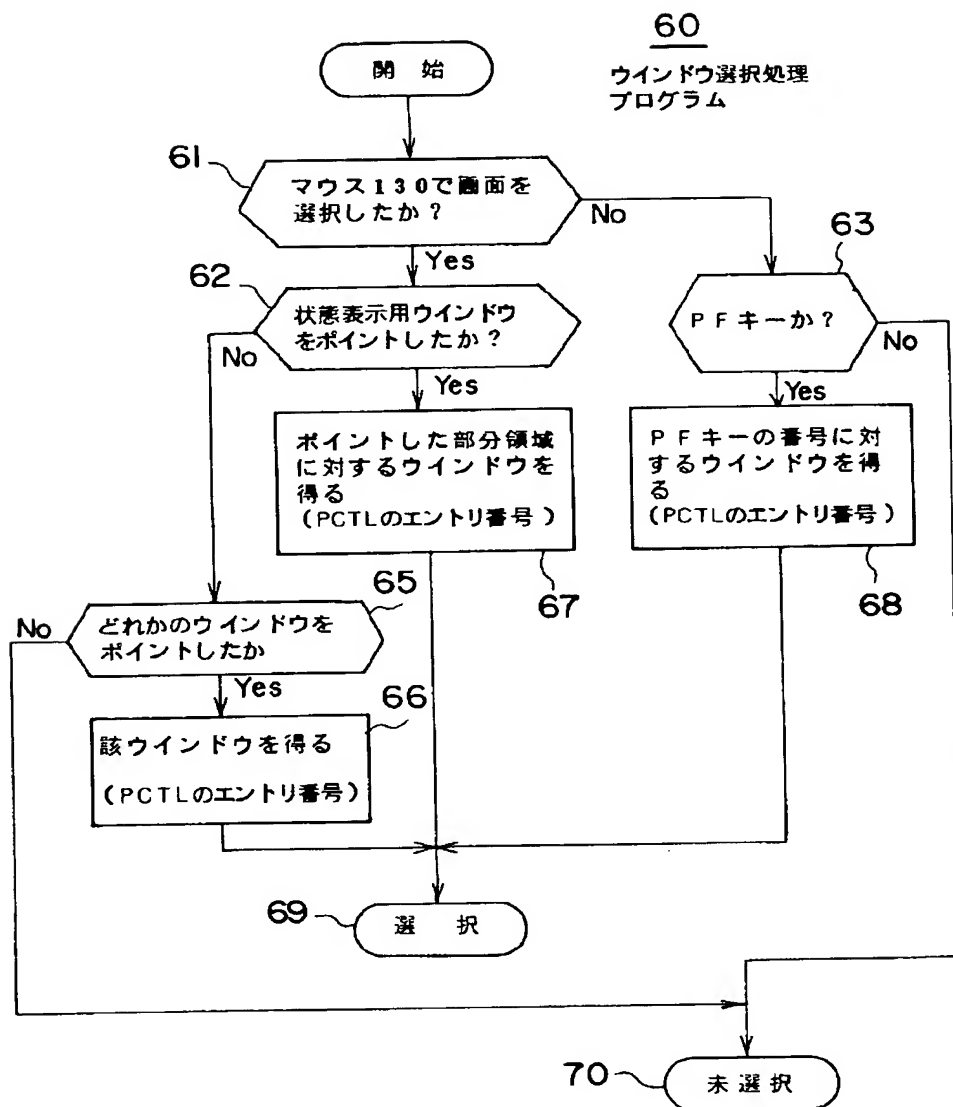 60
ウインドウ選択処理
プログラム
開 始
61
マウス130で画面を
選択したか?
No
Yes
63
62
状態表示用ウインドウ
をポイントしたか?
No
Yes
PFキーか?
No
Yes
ポイントした部分領域
に対するウインドウを
得る
(PCTLのエントリ番号)
67
PFキーの番号に対
するウインドウを得
る
(PCTLのエントリ番号)
68
65
No
どれかのウインドウを
ポイントしたか
Yes
66
該ウインドウを得る
(PCTLのエントリ番号)
69
選 択
70
未選択